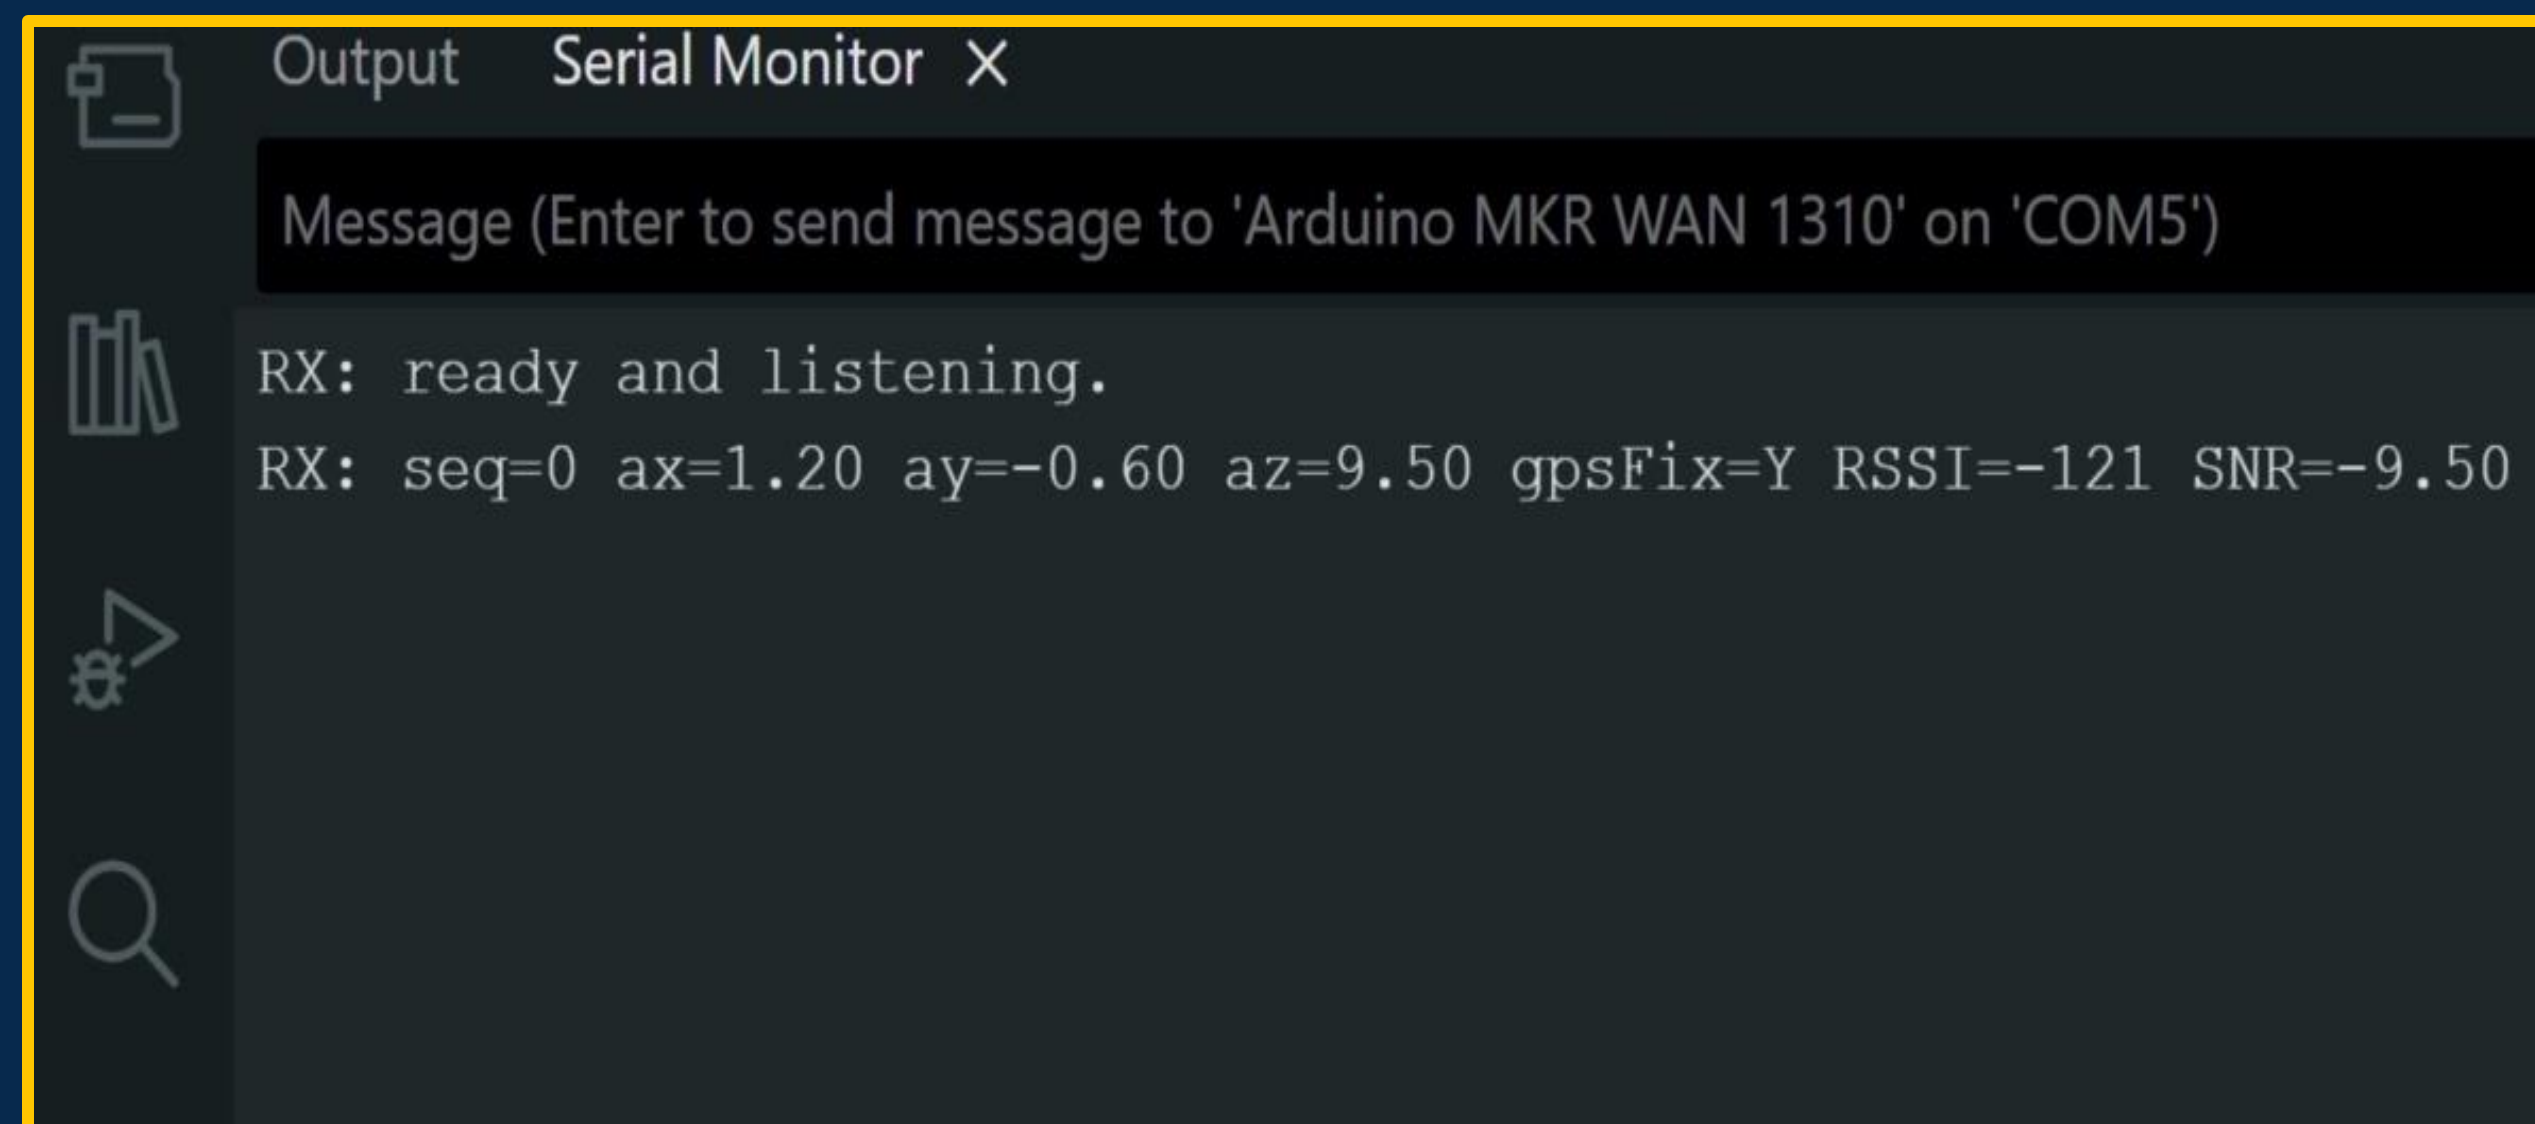 Output Serial Monitor X
Message (Enter to send message to 'Arduino MKR WAN 1310' on 'COM5')
RX: ready and listening.
RX: seq=0 ax=1.20 ay=-0.60 az=9.50 gpsFix=Y RSSI=-121 SNR=-9.50